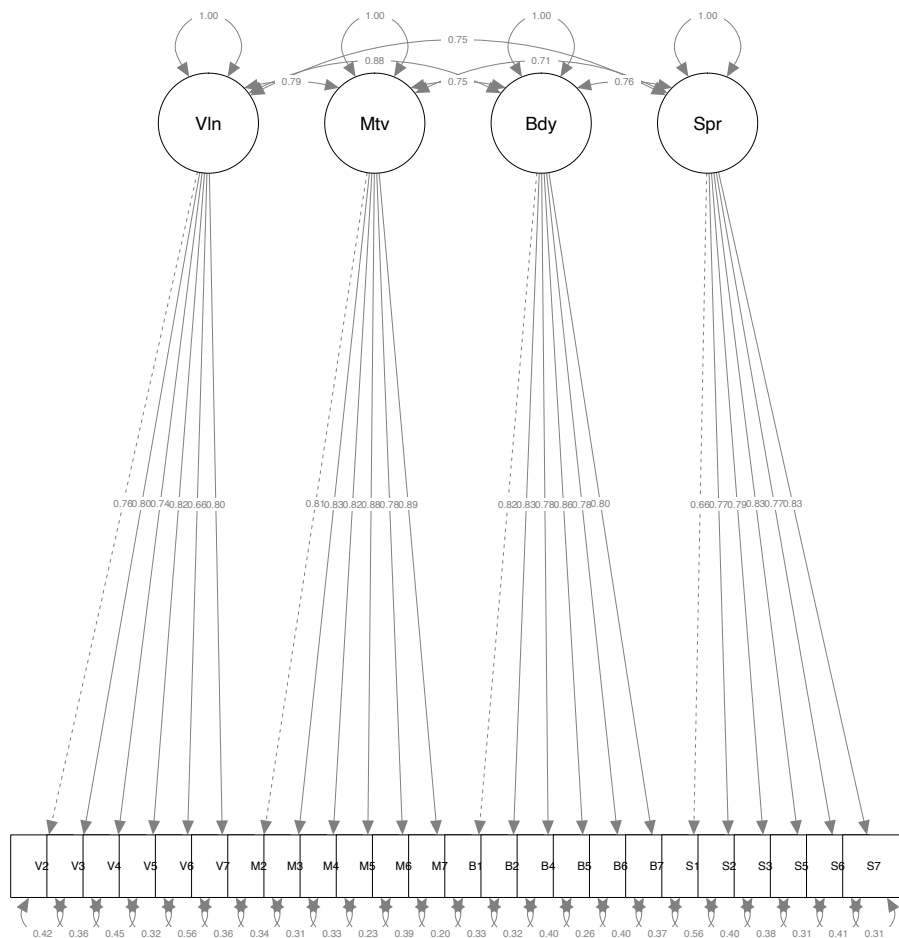 1.00 1.00 1.00 1.00
0.75
0.88 0.71
0.79 0.75 0.76
Vln Mtv Bdy Spr
0.76 0.80 0.74 0.82 0.66 0.80 0.81 0.83 0.82 0.88 0.78 0.89 0.82 0.83 0.78 0.86 0.78 0.80 0.66 0.77 0.79 0.83 0.77 0.83
V2 V3 V4 V5 V6 V7 M2 M3 M4 M5 M6 M7 B1 B2 B4 B5 B6 B7 S1 S2 S3 S5 S6 S7
0.42 0.36 0.45 0.32 0.56 0.36 0.34 0.31 0.33 0.23 0.39 0.20 0.33 0.32 0.40 0.26 0.40 0.37 0.56 0.40 0.38 0.31 0.41 0.31